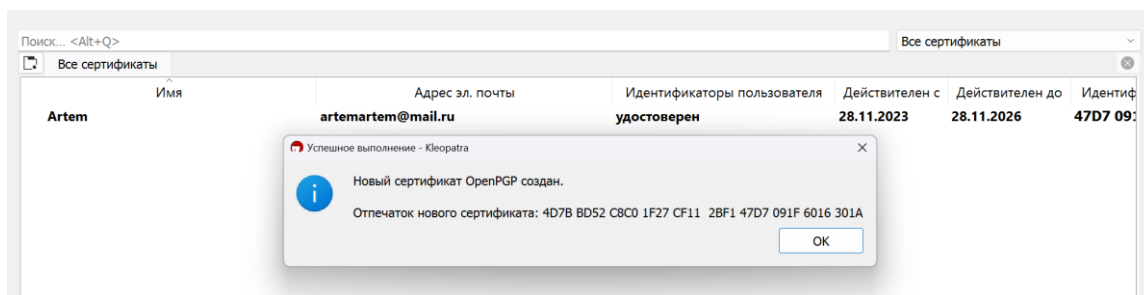 Поиск... <Alt+Q>
Все сертификаты
Все сертификаты
Имя Адрес эл. почты Идентификаторы пользователя Действителен с Действителен до Идентиф
Artem artemartem@mail.ru удостоверен 28.11.2023 28.11.2026 47D7 091
Успешное выполнение - Kleopatra
Новый сертификат OpenPGP создан.
Отпечаток нового сертификата: 4D7B BD52 C8C0 1F27 CF11 2BF1 47D7 091F 6016 301A
OK